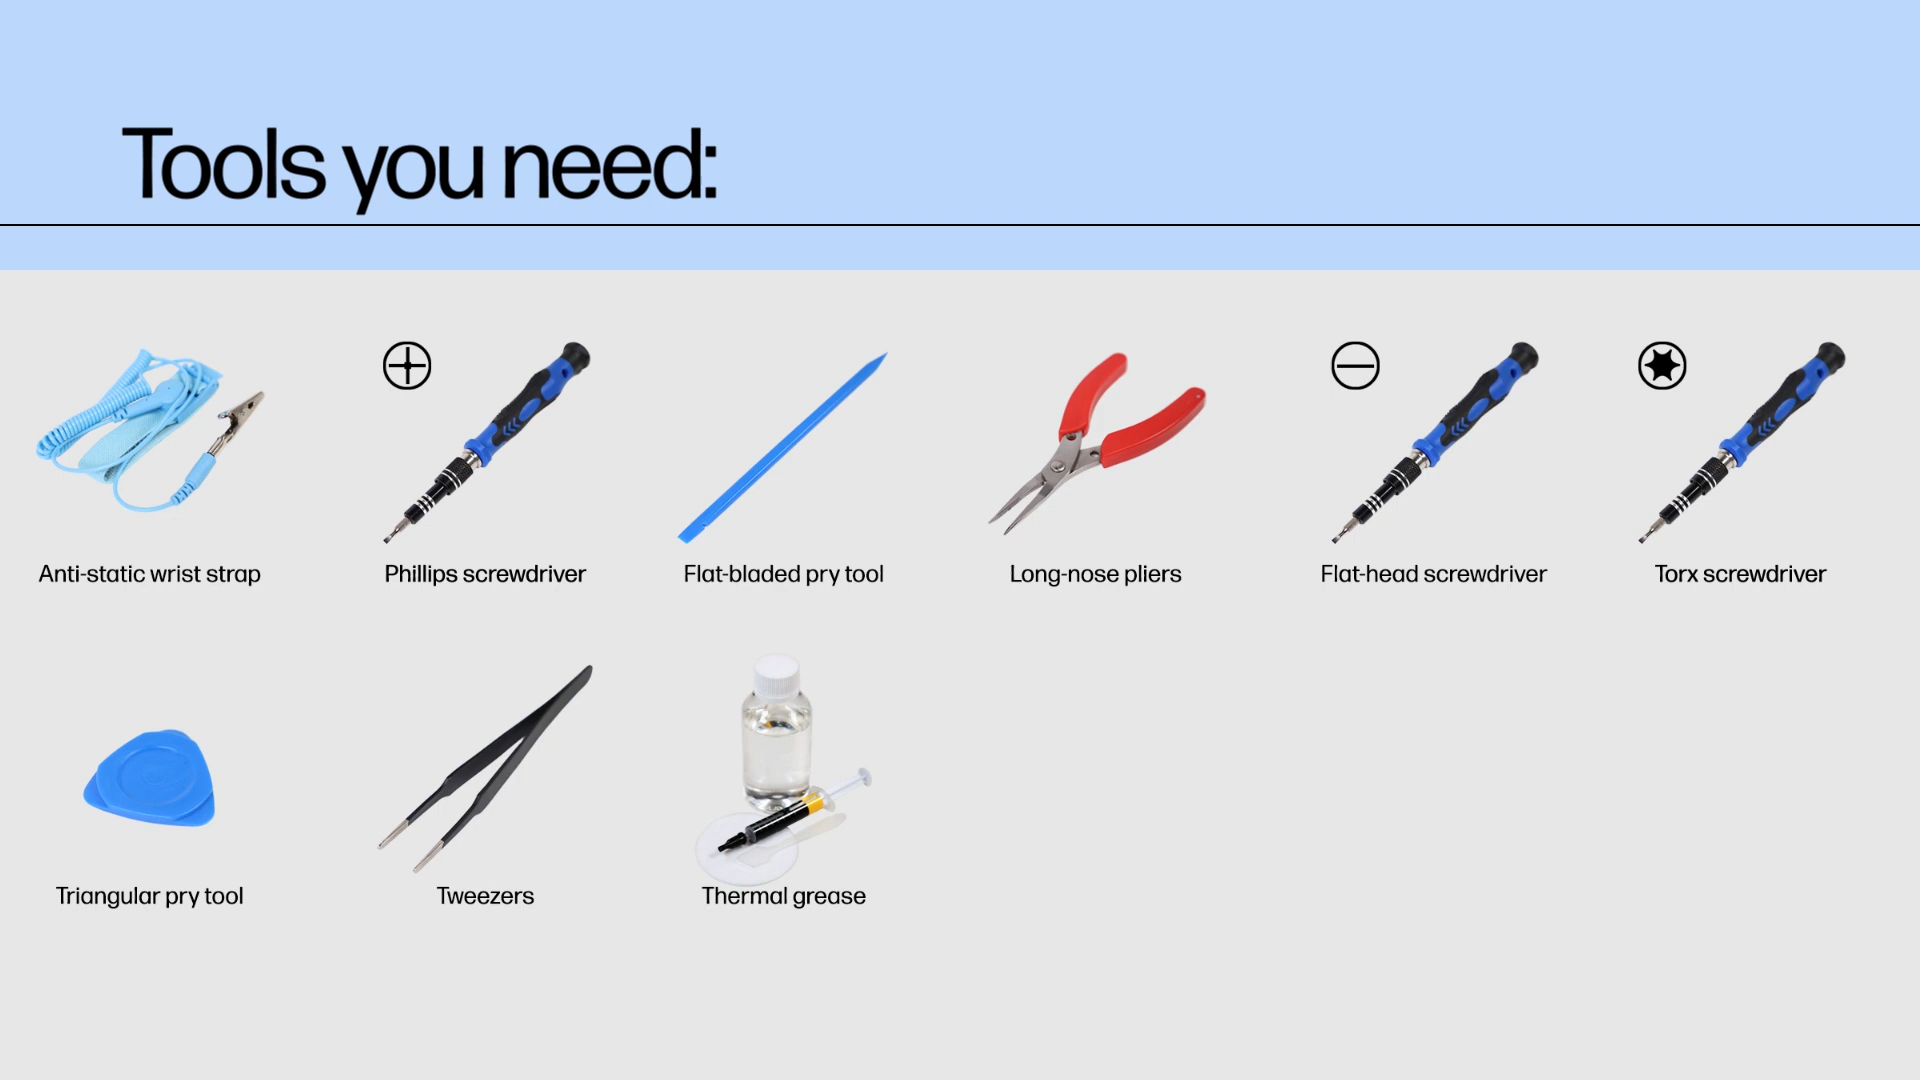 Tools you need:
Anti-static wrist strap
Phillips screwdriver
Flat-bladed pry tool
Long-nose pliers
Flat-head screwdriver
Torx screwdriver
Triangular pry tool
Tweezers
Thermal grease